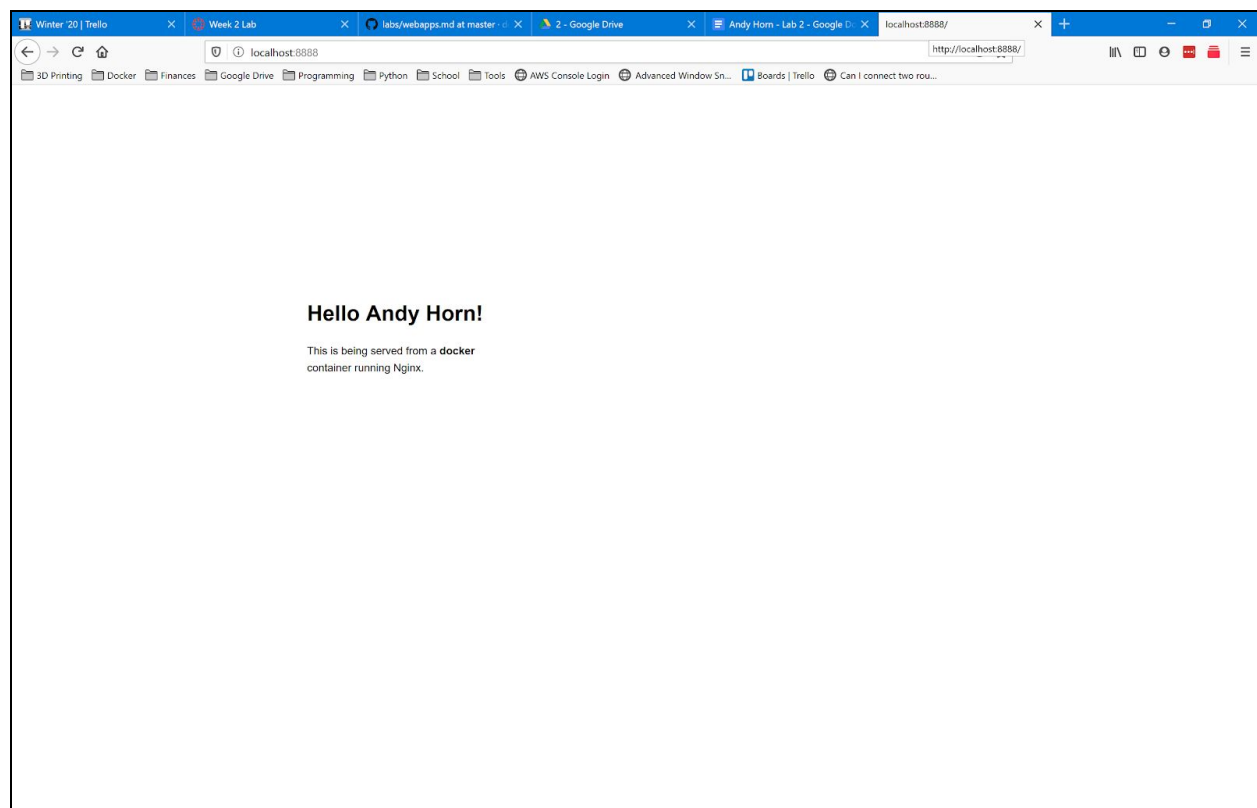 Winter '20 | Trello
Week 2 Lab
labs/webapps.md at master · d
2 - Google Drive
Andy Horn - Lab 2 - Google Do
localhost:8888/
localhost:8888
http://localhost:8888/
3D Printing Docker Finances Google Drive Programming Python School Tools AWS Console Login Advanced Window Sn... Boards | Trello Can I connect two rou...
Hello Andy Horn!
This is being served from a docker
container running Nginx.